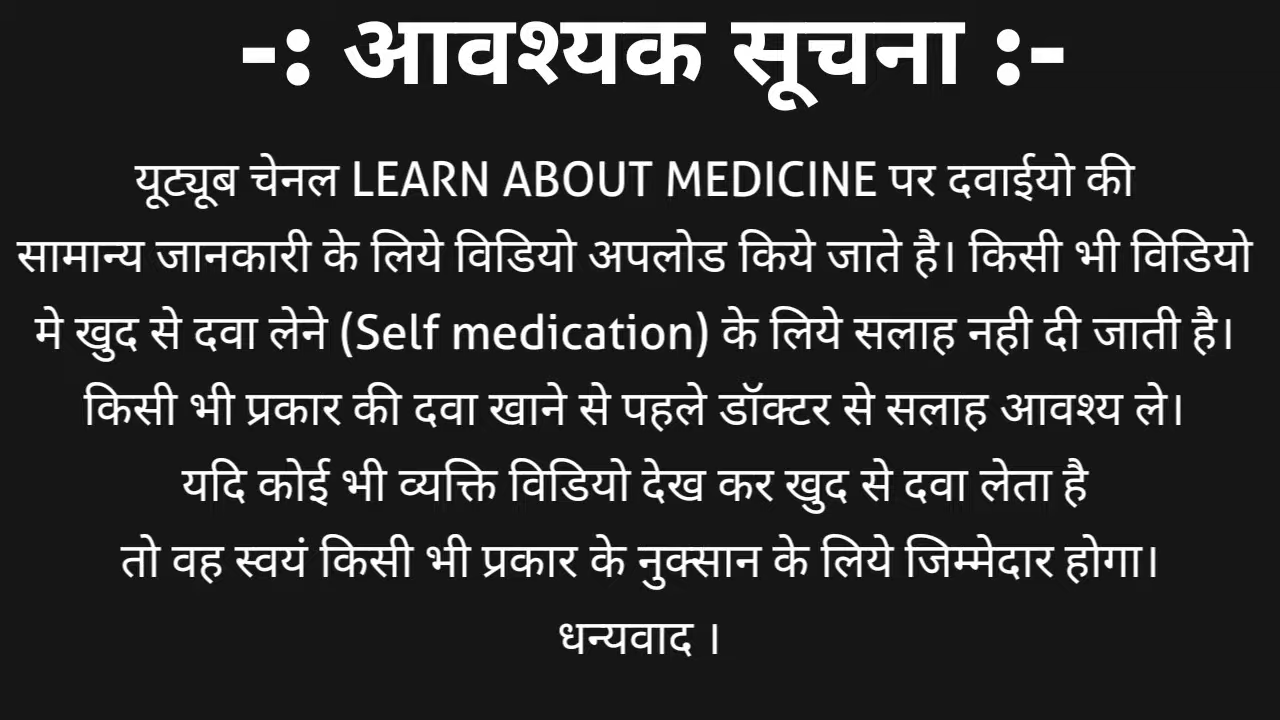 -: आवश्यक सूचना :-
यूट्यूब चेनल LEARN ABOUT MEDICINE पर दवाईयो की
सामान्य जानकारी के लिये विडियो अपलोड किये जाते है। किसी भी विडियो
मे खुद से दवा लेने (Self medication) के लिये सलाह नही दी जाती है।
किसी भी प्रकार की दवा खाने से पहले डॉक्टर से सलाह आवश्य ले।
यदि कोई भी व्यक्ति विडियो देख कर खुद से दवा लेता है
तो वह स्वयं किसी भी प्रकार के नुक्सान के लिये जिम्मेदार होगा।
धन्यवाद ।